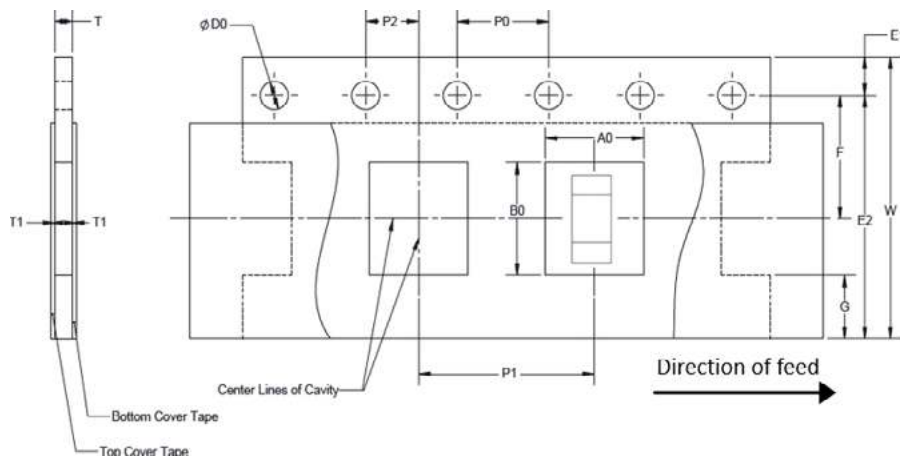 T
P2
P0
ϕD0
E
A0
F
T1
T1
B0
E2
W
G
Center Lines of Cavity
P1
Direction of feed
Bottom Cover Tape
Top Cover Tape